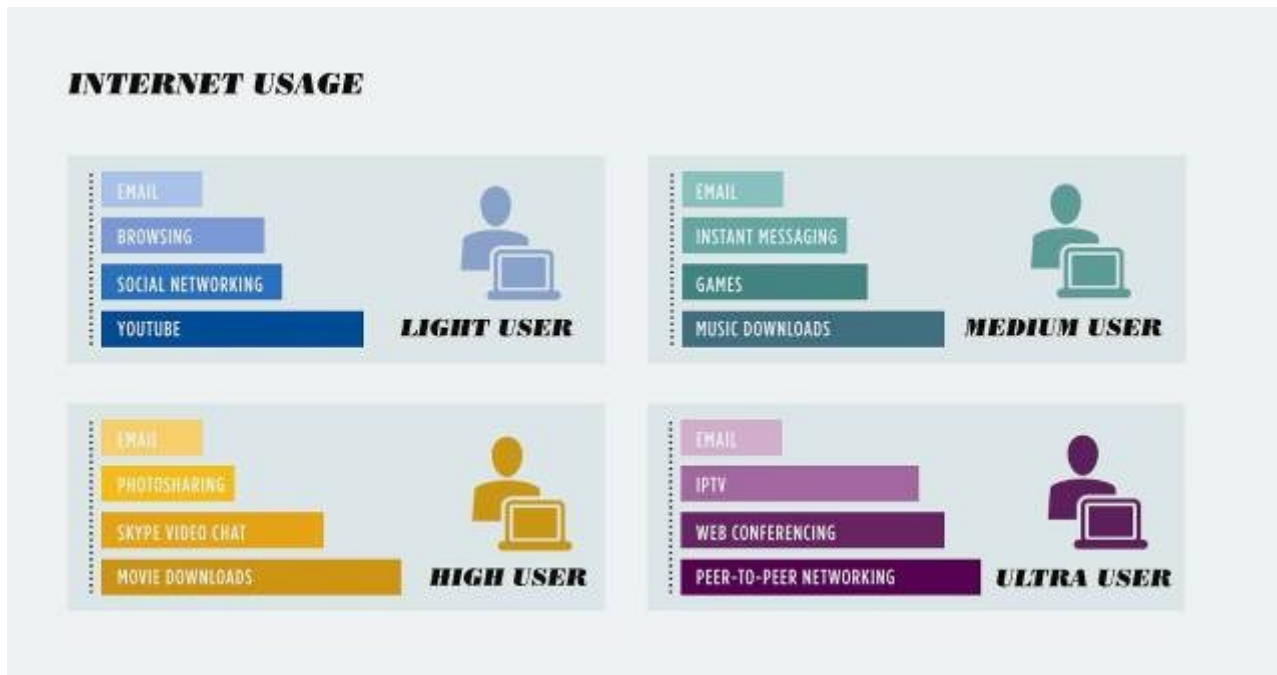 INTERNET USAGE
EMAIL
BROWSING
SOCIAL NETWORKING
YOUTUBE
LIGHT USER
EMAIL
INSTANT MESSAGING
GAMES
MUSIC DOWNLOADS
MEDIUM USER
EMAIL
PHOTOSHARING
SKYPE VIDEO CHAT
MOVIE DOWNLOADS
HIGH USER
EMAIL
IPTV
WEB CONFERENCING
PEER-TO-PEER NETWORKING
ULTRA USER